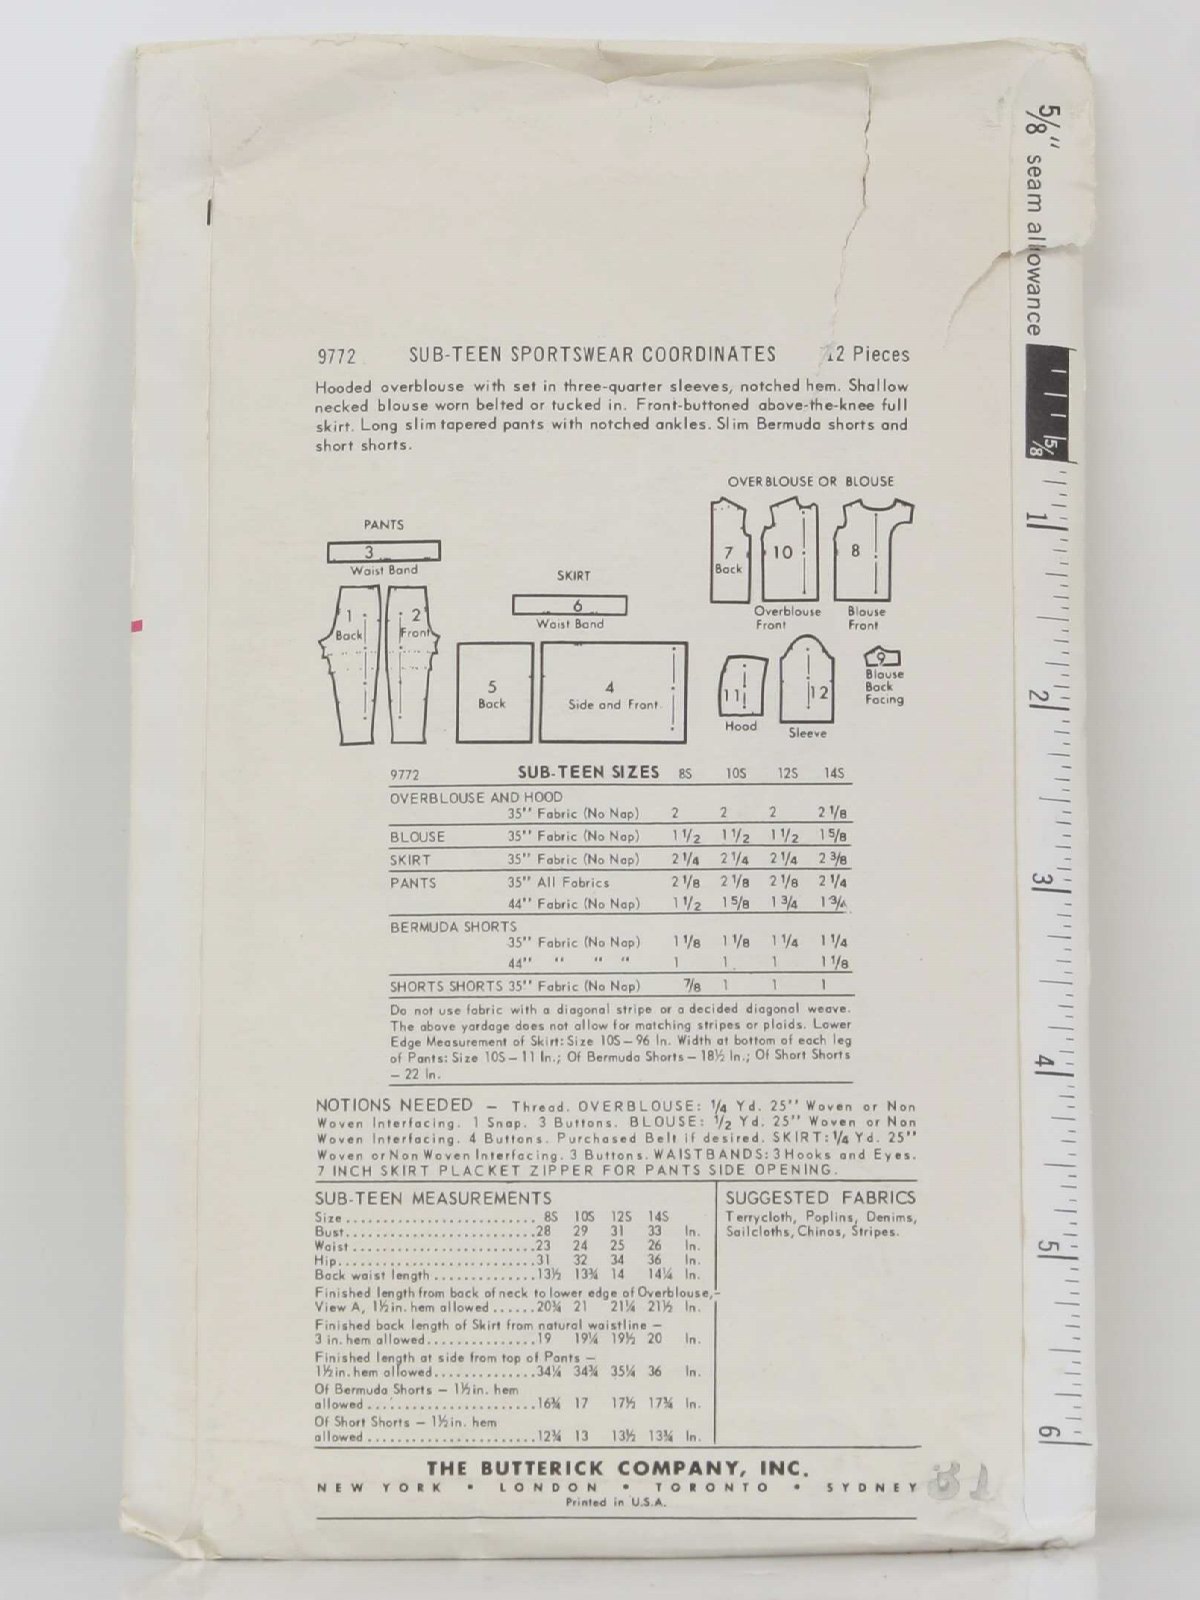 5/8" seam allowance
5/8
1
2
3
4
5
6
9772 SUB-TEEN SPORTSWEAR COORDINATES 12 Pieces
Hooded overblouse with set in three-quarter sleeves, notched hem. Shallow
necked blouse worn belted or tucked in. Front-buttoned above-the-knee full
skirt. Long slim tapered pants with notched ankles. Slim Bermuda shorts and
short shorts.
PANTS
3
Waist Band
1
Back
2
Front
SKIRT
6
Waist Band
5
Back
4
Side and Front
OVERBLOUSE OR BLOUSE
7
Back
10
Overblouse
Front
8
Blouse
Front
11
Hood
12
Sleeve
9
Blouse
Back
Facing
9772 SUB-TEEN SIZES 8S 10S 12S 14S
OVERBLOUSE AND HOOD
35" Fabric (No Nap) 2 2 2 2 1/8
BLOUSE 35" Fabric (No Nap) 1 1/2 1 1/2 1 1/2 1 5/8
SKIRT 35" Fabric (No Nap) 2 1/4 2 1/4 2 1/4 2 3/8
PANTS 35" All Fabrics 2 1/8 2 1/8 2 1/8 2 1/4
44" Fabric (No Nap) 1 1/2 1 5/8 1 3/4 1 3/4
BERMUDA SHORTS
35" Fabric (No Nap) 1 1/8 1 1/8 1 1/4 1 1/4
44" " " " 1 1 1 1 1/8
SHORTS SHORTS 35" Fabric (No Nap) 7/8 1 1 1
Do not use fabric with a diagonal stripe or a decided diagonal weave.
The above yardage does not allow for matching stripes or plaids. Lower
Edge Measurement of Skirt: Size 10S – 96 In. Width at bottom of each leg
of Pants: Size 10S – 11 In.; Of Bermuda Shorts – 18½ In.; Of Short Shorts
– 22 In.
NOTIONS NEEDED – Thread. OVERBLOUSE: 1/4 Yd. 25" Woven or Non
Woven Interfacing. 1 Snap. 3 Buttons. BLOUSE: 1/2 Yd. 25" Woven or Non
Woven Interfacing. 4 Buttons. Purchased Belt if desired. SKIRT: 1/4 Yd. 25"
Woven or Non Woven Interfacing. 3 Buttons. WAISTBANDS: 3 Hooks and Eyes.
7 INCH SKIRT PLACKET ZIPPER FOR PANTS SIDE OPENING.
SUB-TEEN MEASUREMENTS
Size 8S 10S 12S 14S
Bust 28 29 31 33 In.
Waist 23 24 25 26 In.
Hip 31 32 34 36 In.
Back waist length 13½ 13¾ 14 14¼ In.
Finished length from back of neck to lower edge of Overblouse,–
View A, 1½ in. hem allowed 20¾ 21 21¼ 21½ In.
Finished back length of Skirt from natural waistline –
3 in. hem allowed 19 19¼ 19½ 20 In.
Finished length at side from top of Pants –
1½ in. hem allowed 34¼ 34¾ 35¼ 36 In.
Of Bermuda Shorts – 1½ in. hem
allowed 16¾ 17 17½ 17¾ In.
Of Short Shorts – 1½ in. hem
allowed 12¾ 13 13½ 13¾ In.
SUGGESTED FABRICS
Terrycloth, Poplins, Denims,
Sailcloths, Chinos, Stripes.
THE BUTTERICK COMPANY, INC.
NEW YORK • LONDON • TORONTO • SYDNEY
Printed in U.S.A.